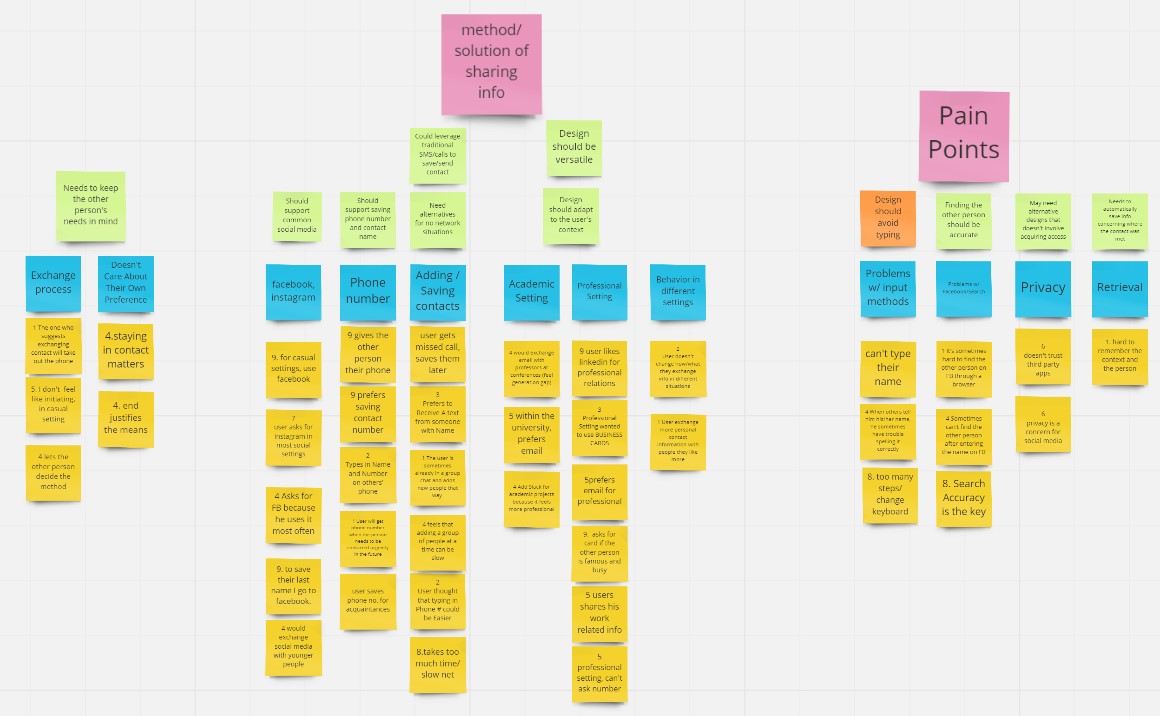 method/
solution of
sharing
info
Pain
Points
Could leverage
traditional
SMS/calls to
save/send
contact
Design
should be
versatile
Needs to keep
the other
person's
needs in mind
Should
support
common
social media
Should
support saving
phone number
and contact
name
Need
alternatives
for no network
situations
Design
should adapt
to the user's
context
Design
should
avoid
typing
Finding the
other person
should be
accurate
May need
alternative
designs that
doesn't involve
acquiring access
Needs to
automatically
save info
concerning where
the contact was
met
Exchange
process
Doesn't
Care About
Their Own
Preference
facebook,
instagram
Phone
number
Adding /
Saving
contacts
Academic
Setting
Professional
Setting
Behavior in
different
settings
Problems
w/ input
methods
Problems w/
Facebook Search
Privacy
Retrieval
1 The one who
suggests
exchanging
contact will take
out the phone
5. I don't feel
like initiating,
in casual
setting
4 lets the
other person
decide the
method
4.staying
in contact
matters
4. end
justifies
the means
9. for casual
settings, use
facebook
7
user asks for
instagram in
most social
settings
4 Asks for
FB because
he uses it
most often
9. to save
their last
name I go to
facebook.
4 would
exchange
social media
with younger
people
9 gives the
other
person
their phone
9 prefers
saving
contact
number
2
Types in Name
and Number
on others'
phone
1 User will get
phone number
when the person
needs to be
contacted urgently
in the future
user saves
phone no. for
acquaintances
user gets
missed call,
saves them
later
3
Prefers to
Receive A text
from someone
with Name
1 The user is
sometimes
already in a group
chat and adds
new people that
way
4 feels that
adding a
group of
people at a
time can be
slow
2
User thought
that typing in
Phone # could
be Easier
8.takes too
much time/
slow net
4 would exchange
email with
professors at
conferences (feel
generation gap)
5 within the
university,
prefers
email
4 Add Slack for
academic projects
because it feels
more professional
9 user likes
linkedin for
professional
relations
3
Professional
Setting wanted
to use BUSINESS
CARDS
5prefers
email for
professional
9. asks for
card if the
other person
is famous and
busy
5 users
shares his
work
related info
5
professional
setting, can't
ask number
2
User doesn't
change how/what
they exchange
info in different
situations
1 User exchange
more personal
contact
information with
people they like
more
can't type
their
name
4 When others tell
him his/her name,
he sometimes
have trouble
spelling it
correctly
8. too many
steps/
change
keyboard
1 It's sometimes
hard to find the
other person on
FB through a
browser
4 Sometimes
can't find the
other person
after entering
the name on FB
8. Search
Accuracy
is the key
6
doesn't trust
third party
apps
6
privacy is a
concern for
social media
1. hard to
remember the
context and
the person